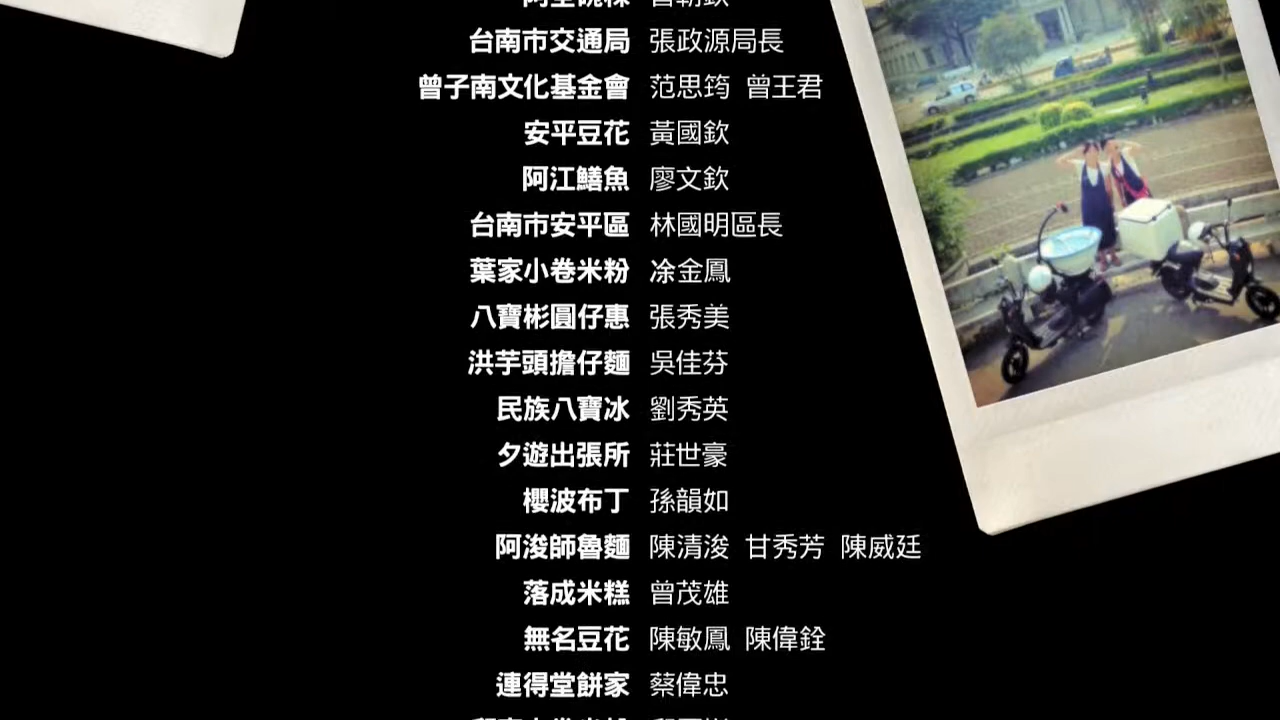 台南市交通局 張政源局長
曾子南文化基金會 范思筠 曾王君
安平豆花 黃國欽
阿江鱔魚 廖文欽
台南市安平區 林國明區長
葉家小卷米粉 凃金鳳
八寶彬圓仔惠 張秀美
洪芋頭擔仔麵 吳佳芬
民族八寶冰 劉秀英
夕遊出張所 莊世豪
櫻波布丁 孫韻如
阿浚師魯麵 陳清浚 甘秀芳 陳威廷
落成米糕 曾茂雄
無名豆花 陳敏鳳 陳偉銓
連得堂餅家 蔡偉忠